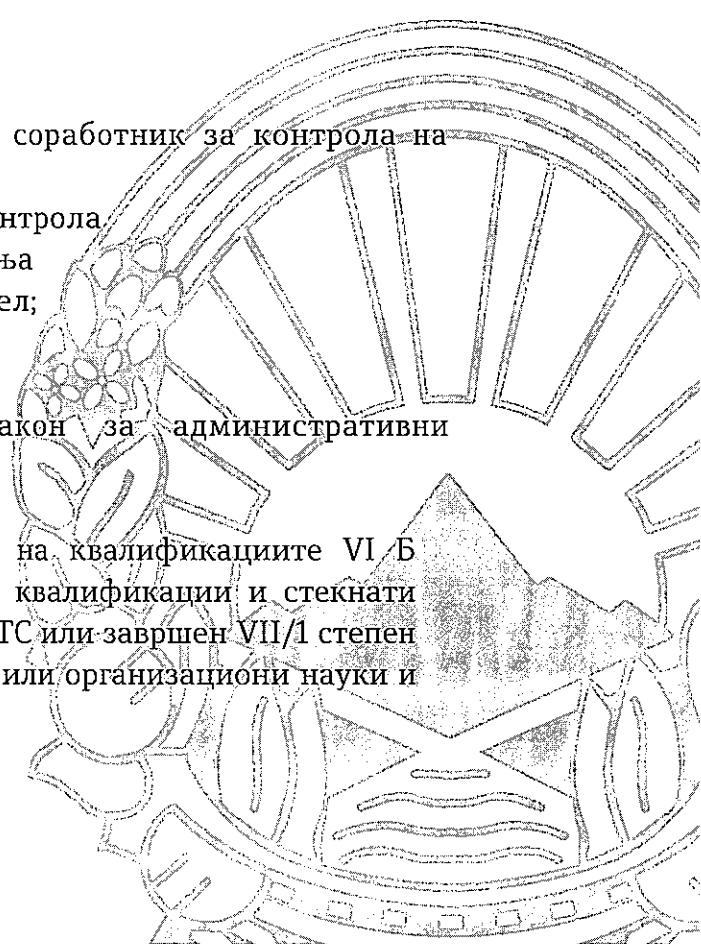 соработник за контрола на
нтрола
ња
ел;
акон за административни
на квалификациите VI Б
квалификации и стекнати
ТС или завршен VII/1 степен
или организациони науки и